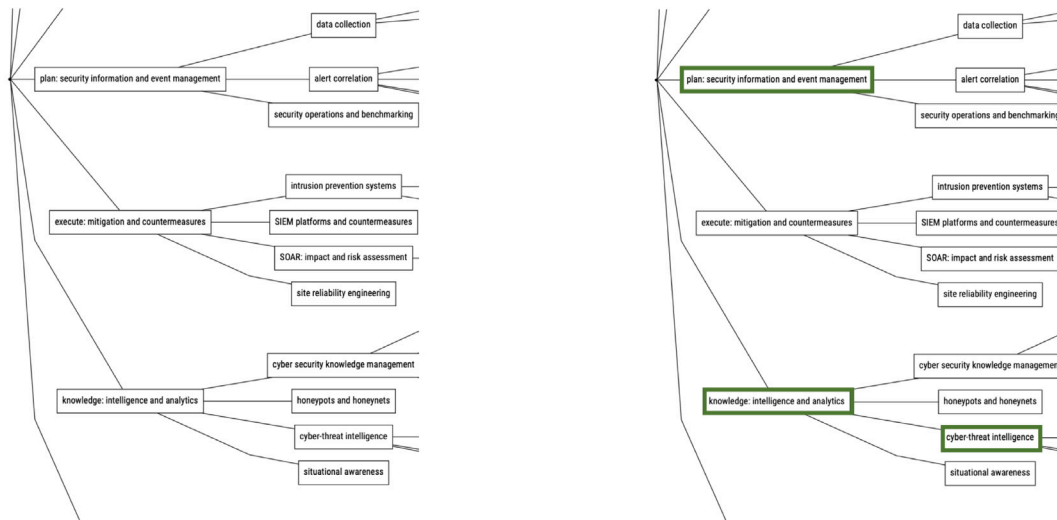 data collection
plan: security information and event management
alert correlation
security operations and benchmarking
intrusion prevention systems
execute: mitigation and countermeasures
SIEM platforms and countermeasures
SOAR: impact and risk assessment
site reliability engineering
cyber security knowledge management
knowledge: intelligence and analytics
honeypots and honeynets
cyber-threat intelligence
situational awareness
data collection
plan: security information and event management
alert correlation
security operations and benchmarking
intrusion prevention systems
execute: mitigation and countermeasures
SIEM platforms and countermeasures
SOAR: impact and risk assessment
site reliability engineering
cyber security knowledge management
knowledge: intelligence and analytics
honeypots and honeynets
cyber-threat intelligence
situational awareness